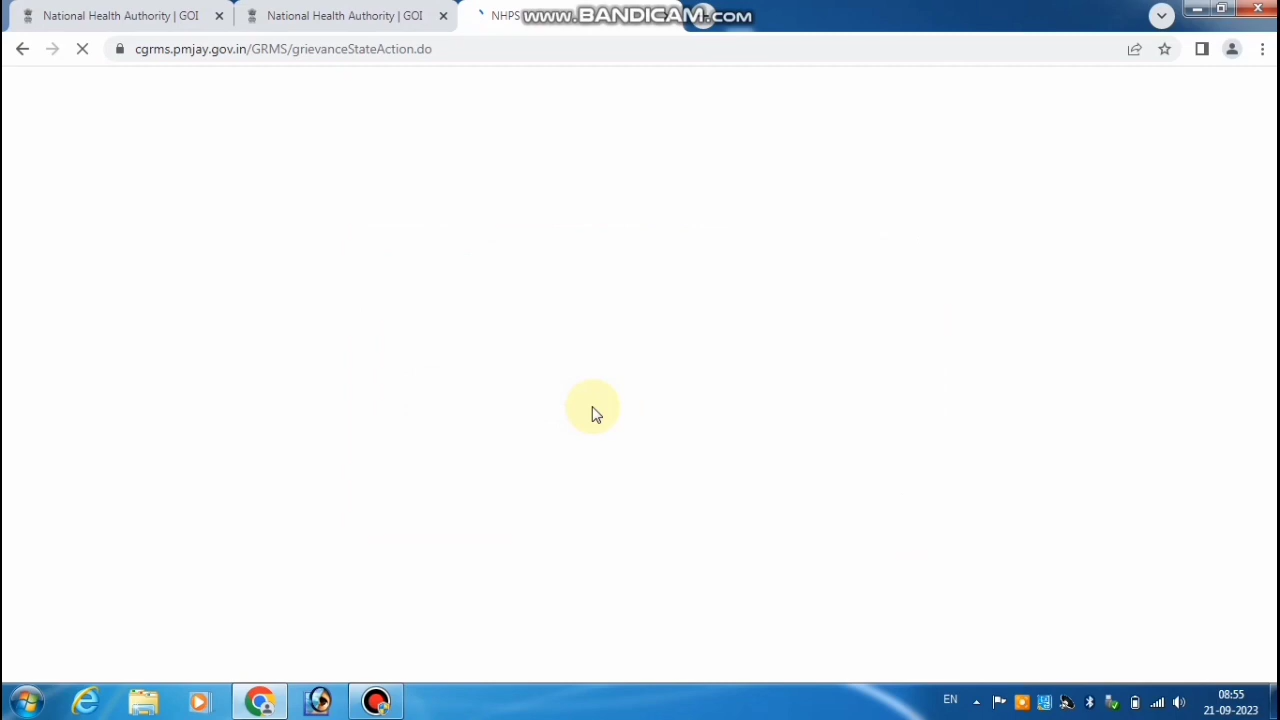 National Health Authority | GOI
National Health Authority | GOI
NHPS
www.BANDICAM.com
cgrms.pmjay.gov.in/GRMS/grievanceStateAction.do
EN
08:55
21-09-2023